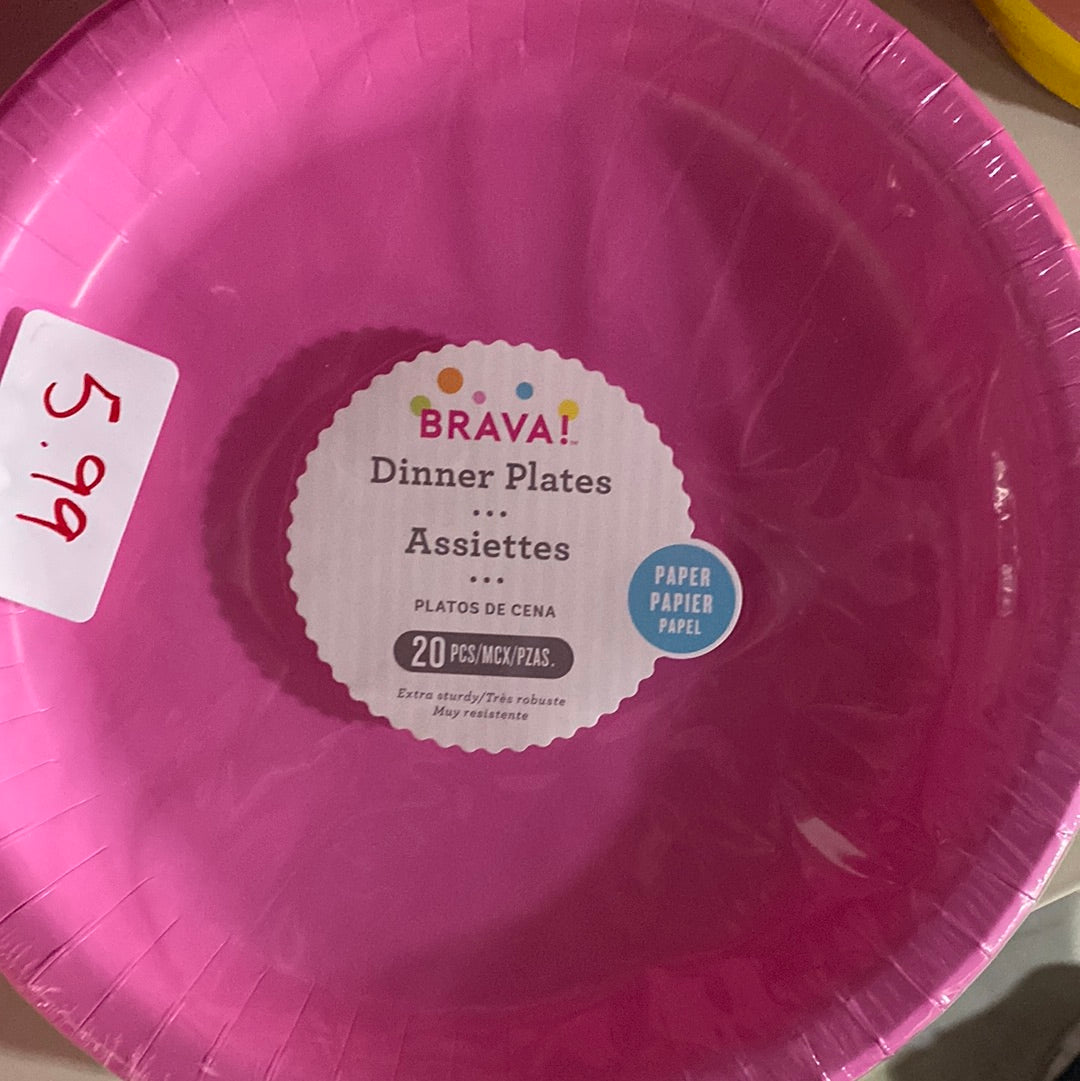 BRAVA!™
Dinner Plates
Assiettes
PLATOS DE CENA
20 PCS/MCX/PZAS.
Extra sturdy/Très robuste
Muy resistente
PAPER
PAPIER
PAPEL
5.99